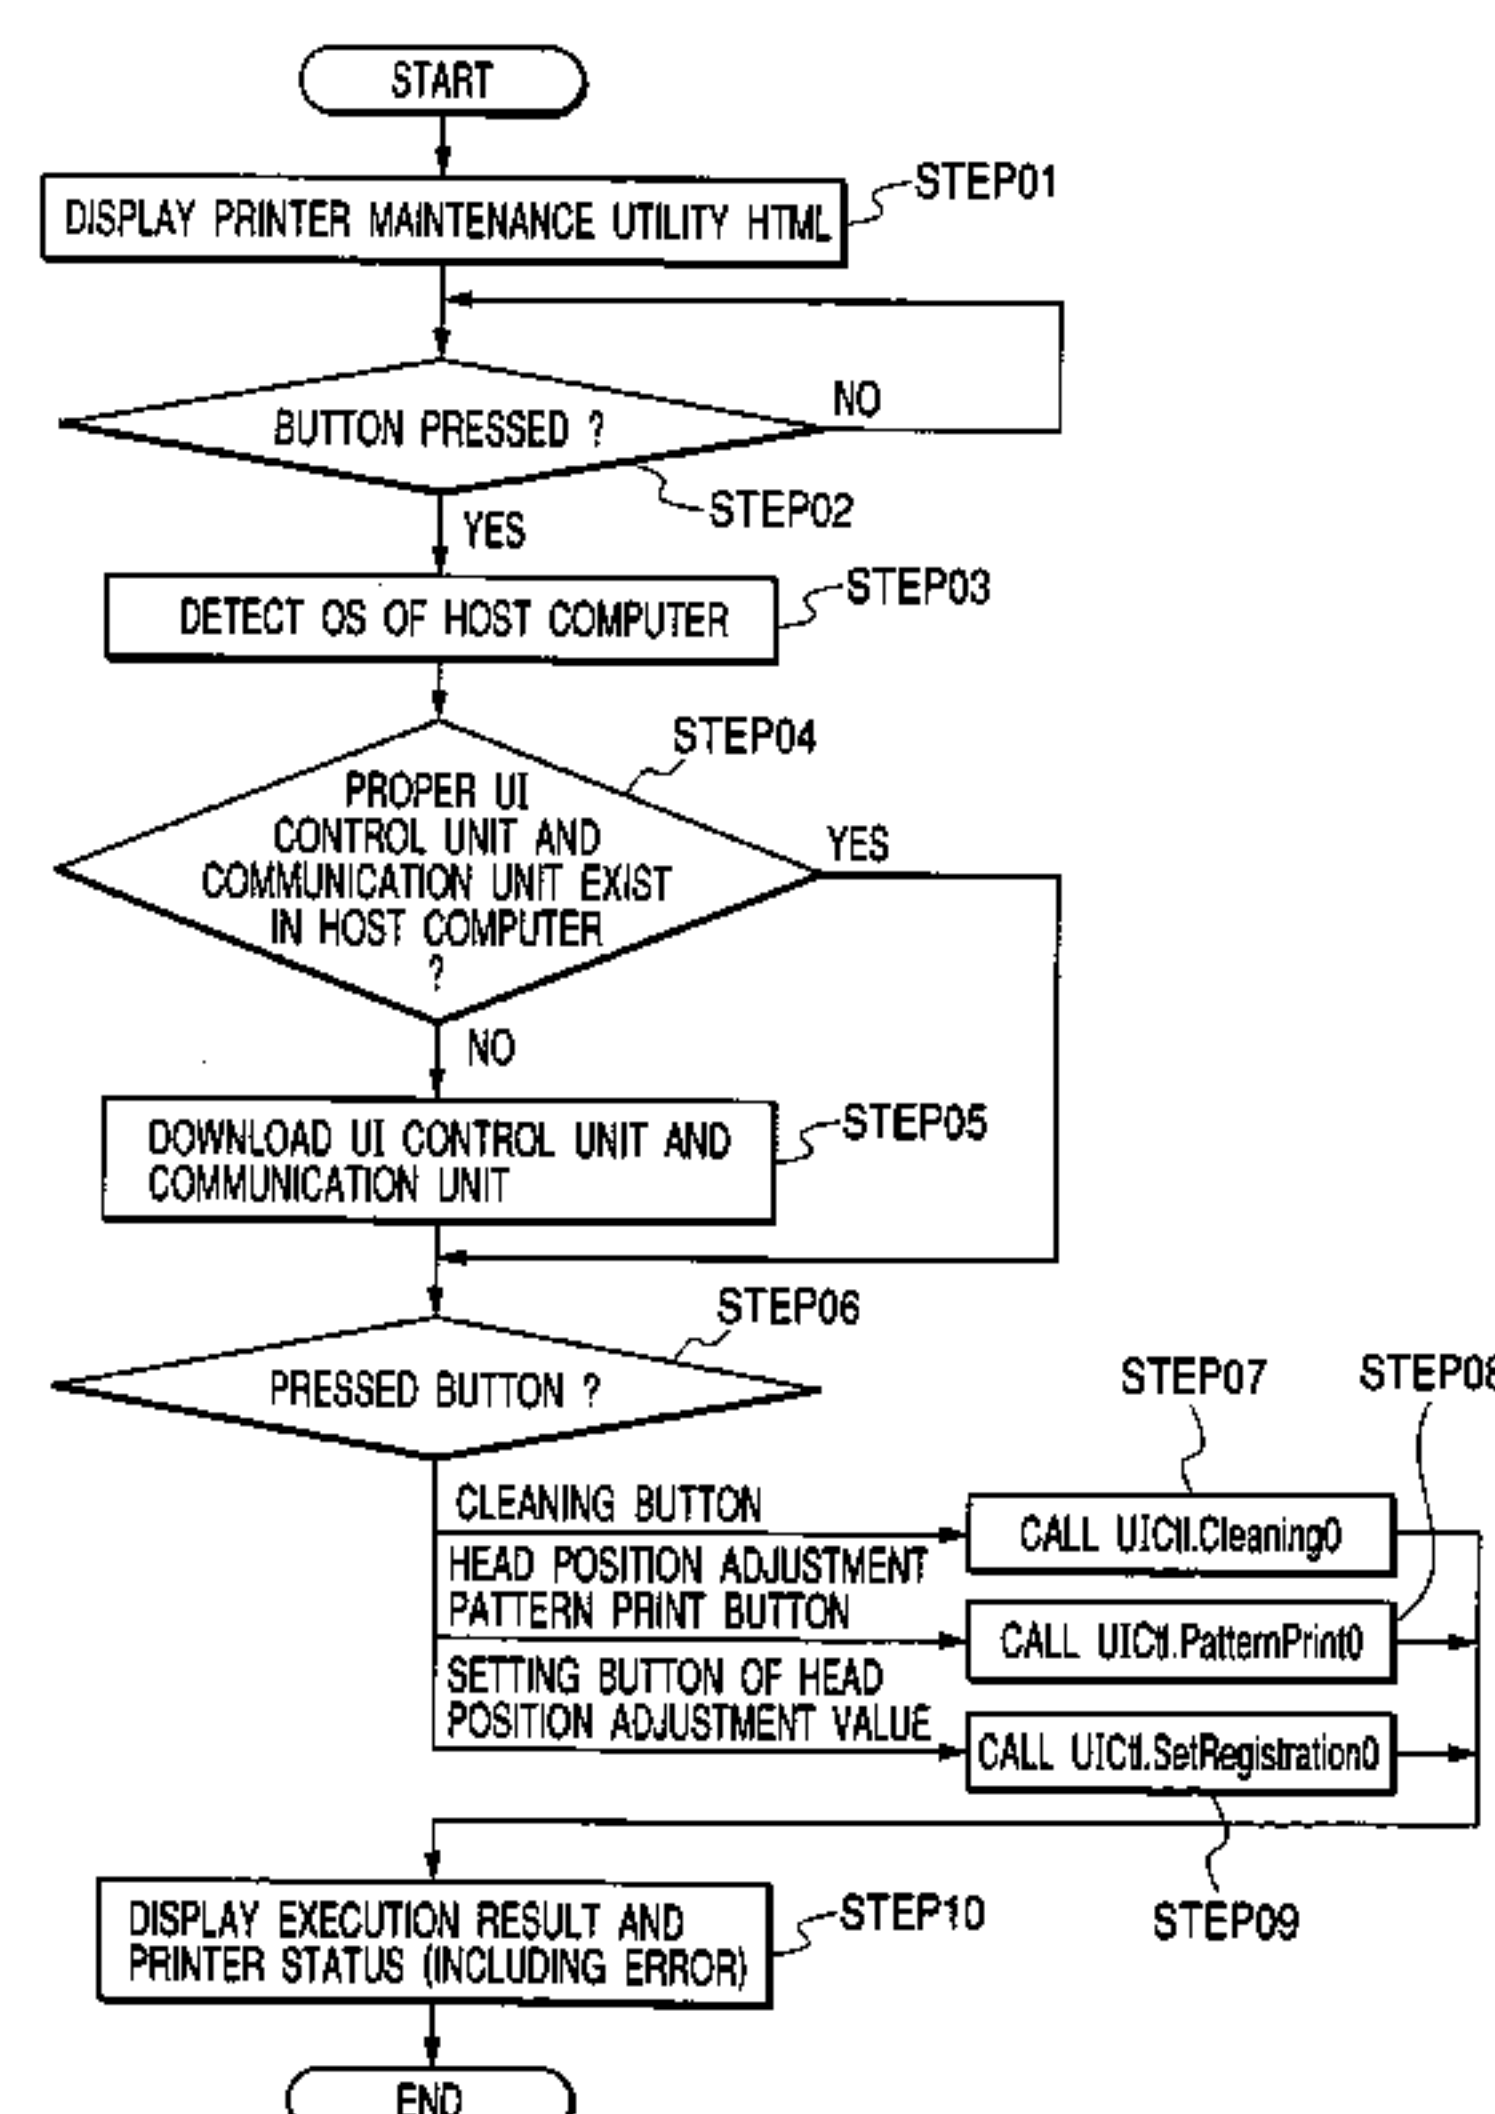 START
DISPLAY PRINTER MAINTENANCE UTILITY HTML
STEP01
BUTTON PRESSED ?
NO
STEP02
YES
DETECT OS OF HOST COMPUTER
STEP03
STEP04
PROPER UI
CONTROL UNIT AND
COMMUNICATION UNIT EXIST
IN HOST COMPUTER
?
YES
NO
DOWNLOAD UI CONTROL UNIT AND
COMMUNICATION UNIT
STEP05
STEP06
PRESSED BUTTON ?
STEP07
STEP08
CLEANING BUTTON
CALL UICtl.Cleaning()
HEAD POSITION ADJUSTMENT
PATTERN PRINT BUTTON
CALL UICtl.PatternPrint()
SETTING BUTTON OF HEAD
POSITION ADJUSTMENT VALUE
CALL UICtl.SetRegistration()
STEP09
DISPLAY EXECUTION RESULT AND
PRINTER STATUS (INCLUDING ERROR)
STEP10
END